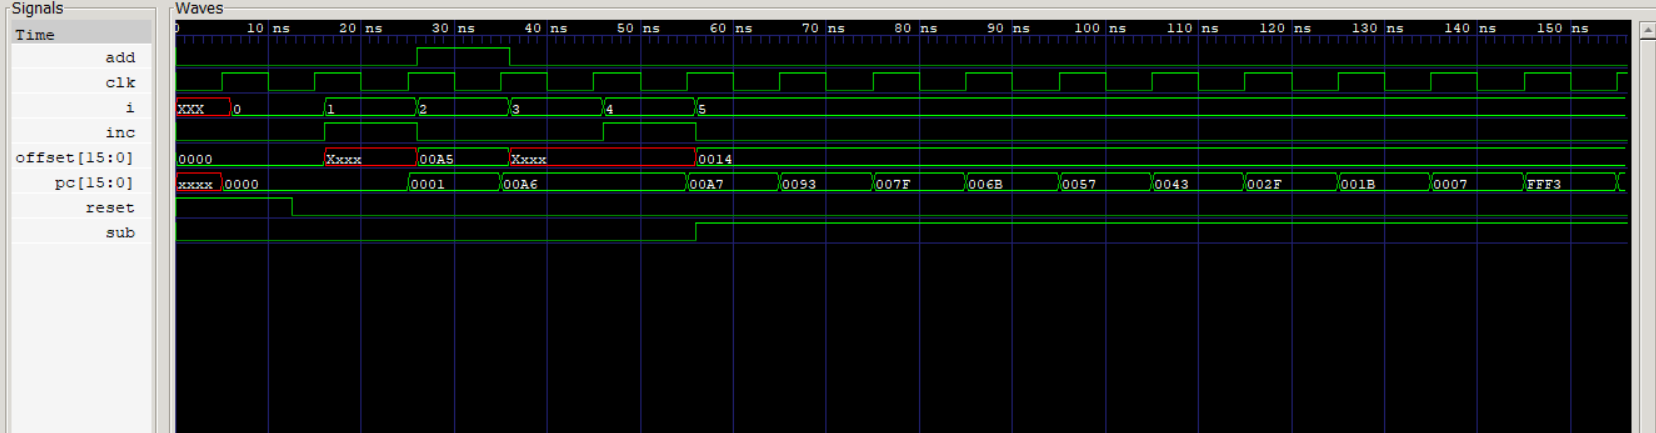 Signals Waves
Time 0 10 ns 20 ns 30 ns 40 ns 50 ns 60 ns 70 ns 80 ns 90 ns 100 ns 110 ns 120 ns 130 ns 140 ns 150 ns
add
clk
i XXX 0 1 2 3 4 5
inc
offset[15:0] 0000 Xxxx 00A5 Xxxx 0014
pc[15:0] xxxx 0000 0001 00A6 00A7 0093 007F 006B 0057 0043 002F 001B 0007 FFF3
reset
sub